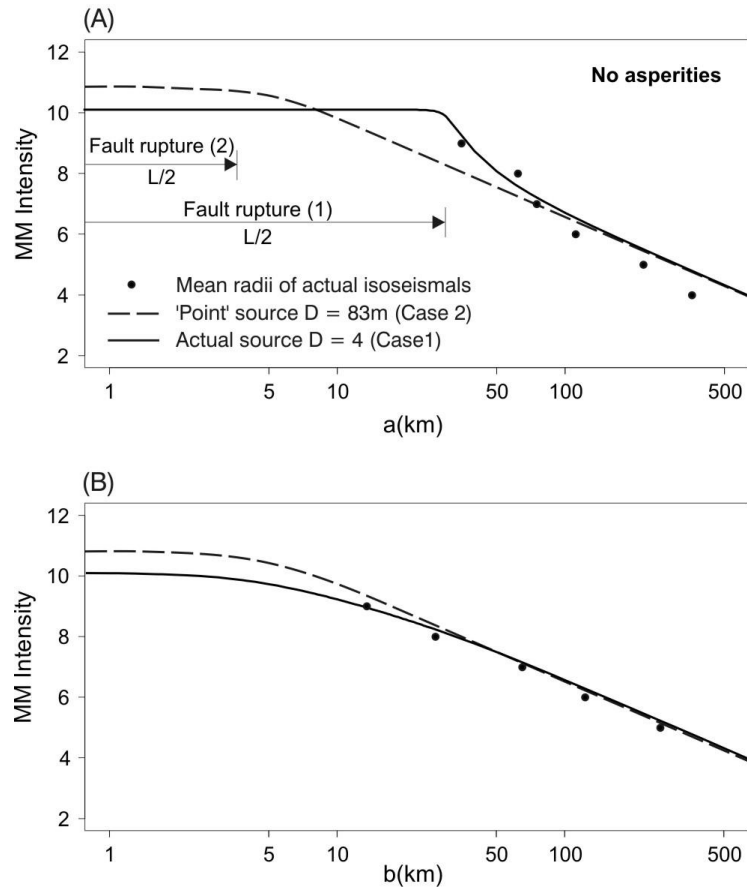 (A)
12
10
8
6
4
2
MM Intensity
No asperities
Fault rupture (2)
L/2
Fault rupture (1)
L/2
Mean radii of actual isoseismals
'Point' source D = 83m (Case 2)
Actual source D = 4 (Case1)
1 5 10 50 100 500
a(km)
(B)
12
10
8
6
4
2
MM Intensity
1 5 10 50 100 500
b(km)